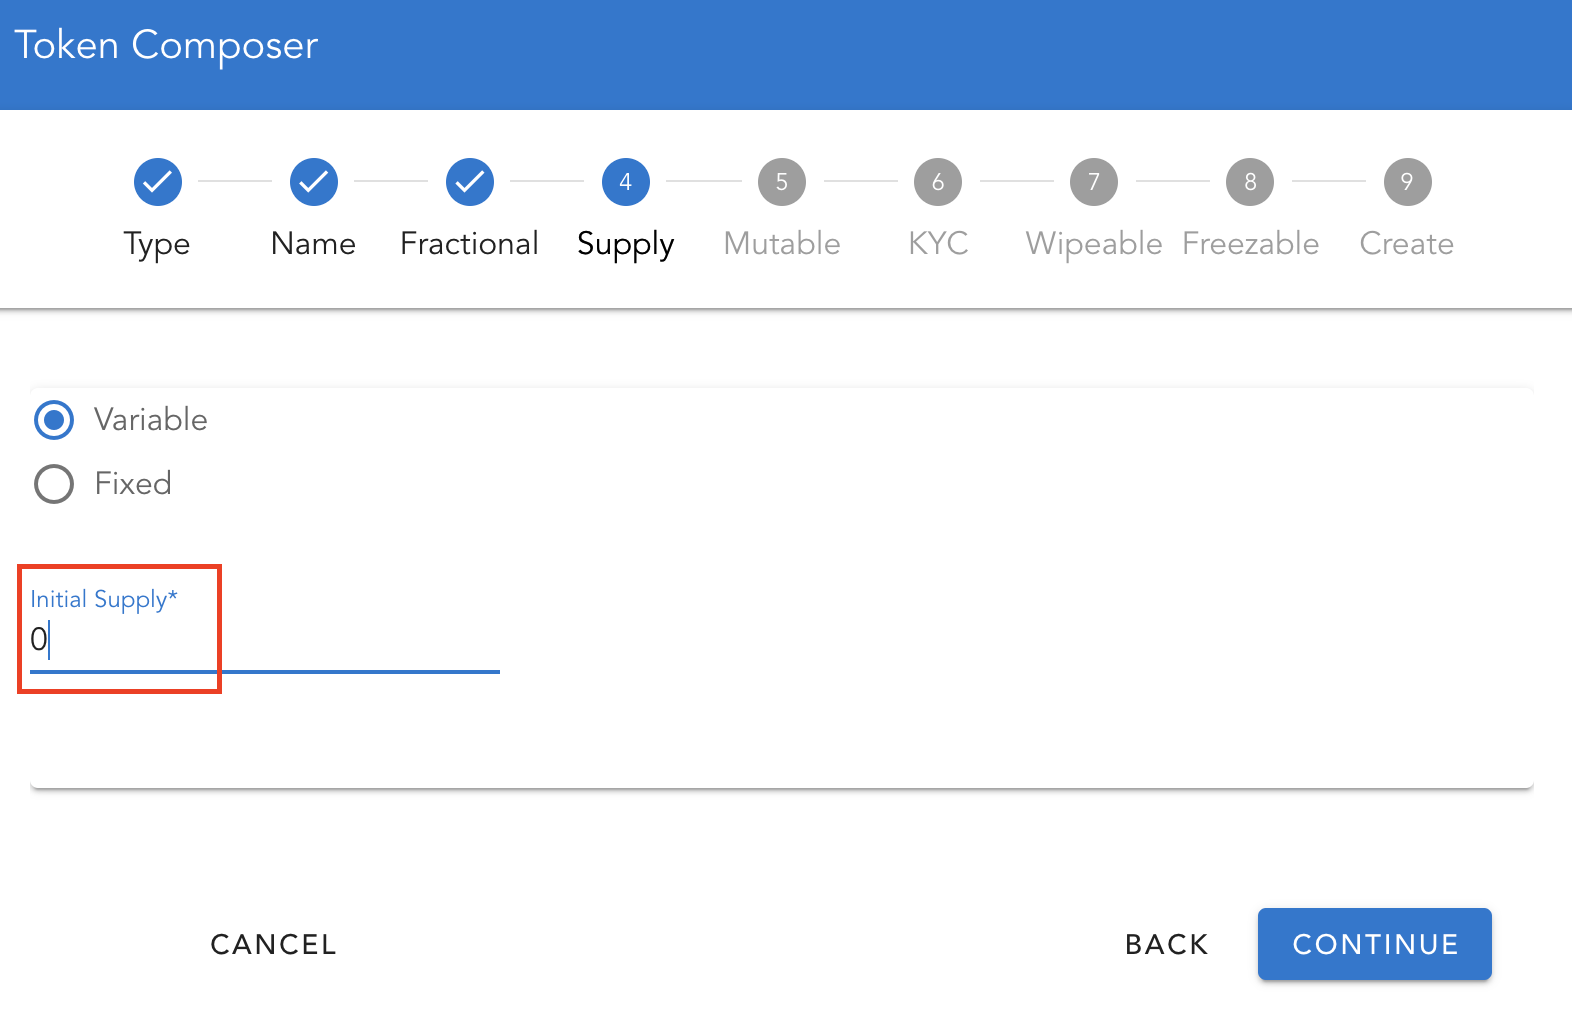 Token Composer
4 5 6 7 8 9
Type Name Fractional Supply Mutable KYC Wipeable Freezable Create
Variable
Fixed
Initial Supply*
0
CANCEL BACK CONTINUE